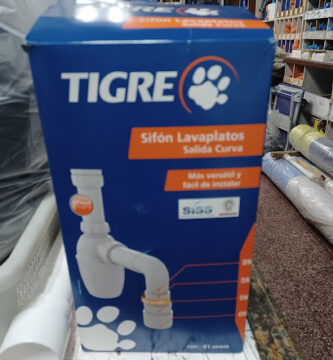 TIGRE
Sifón Lavaplatos
Salida Curva
Más versátil y
fácil de instalar
SISS